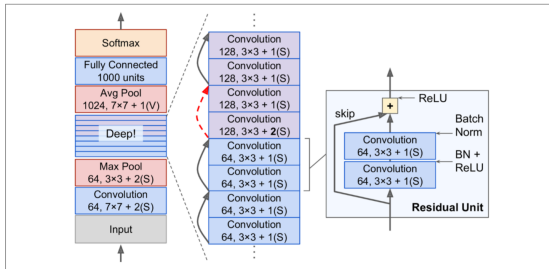 Softmax
Fully Connected
1000 units
Avg Pool
1024, 7×7 + 1(V)
Deep!
Max Pool
64, 3×3 + 2(S)
Convolution
64, 7×7 + 2(S)
Input
Convolution
128, 3×3 + 1(S)
Convolution
128, 3×3 + 1(S)
Convolution
128, 3×3 + 1(S)
Convolution
128, 3×3 + 2(S)
Convolution
64, 3×3 + 1(S)
Convolution
64, 3×3 + 1(S)
Convolution
64, 3×3 + 1(S)
Convolution
64, 3×3 + 1(S)
ReLU
+
skip
Batch
Norm
Convolution
64, 3×3 + 1(S)
BN +
ReLU
Convolution
64, 3×3 + 1(S)
Residual Unit